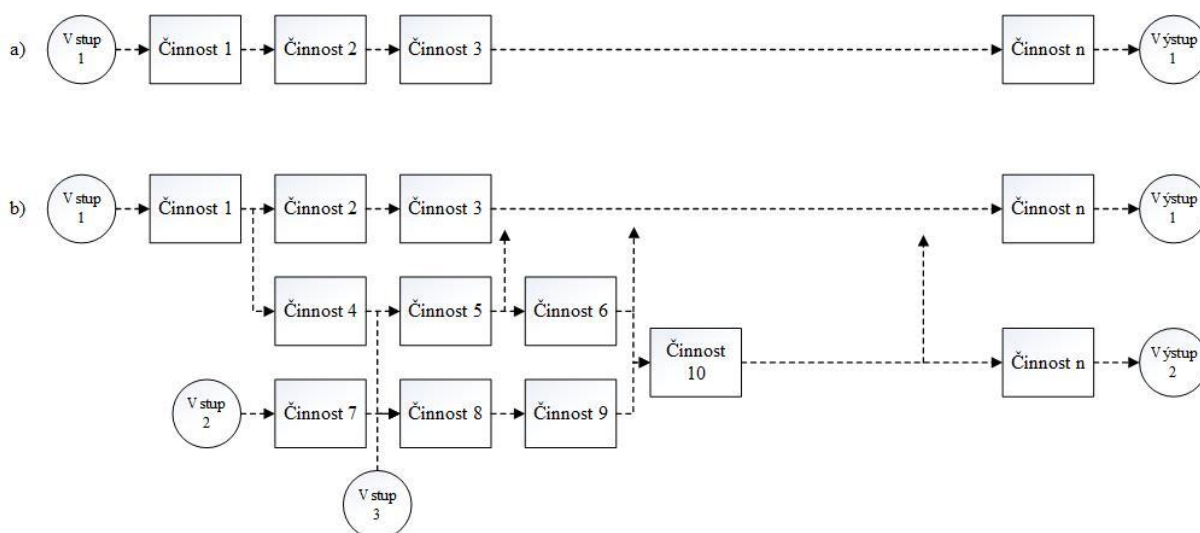 a)
Vstup
1
Činnost 1
Činnost 2
Činnost 3
Činnost n
Výstup
1
b)
Vstup
1
Činnost 1
Činnost 2
Činnost 3
Činnost n
Výstup
1
Činnost 4
Činnost 5
Činnost 6
Činnost
10
Činnost n
Výstup
2
Vstup
2
Činnost 7
Činnost 8
Činnost 9
Vstup
3